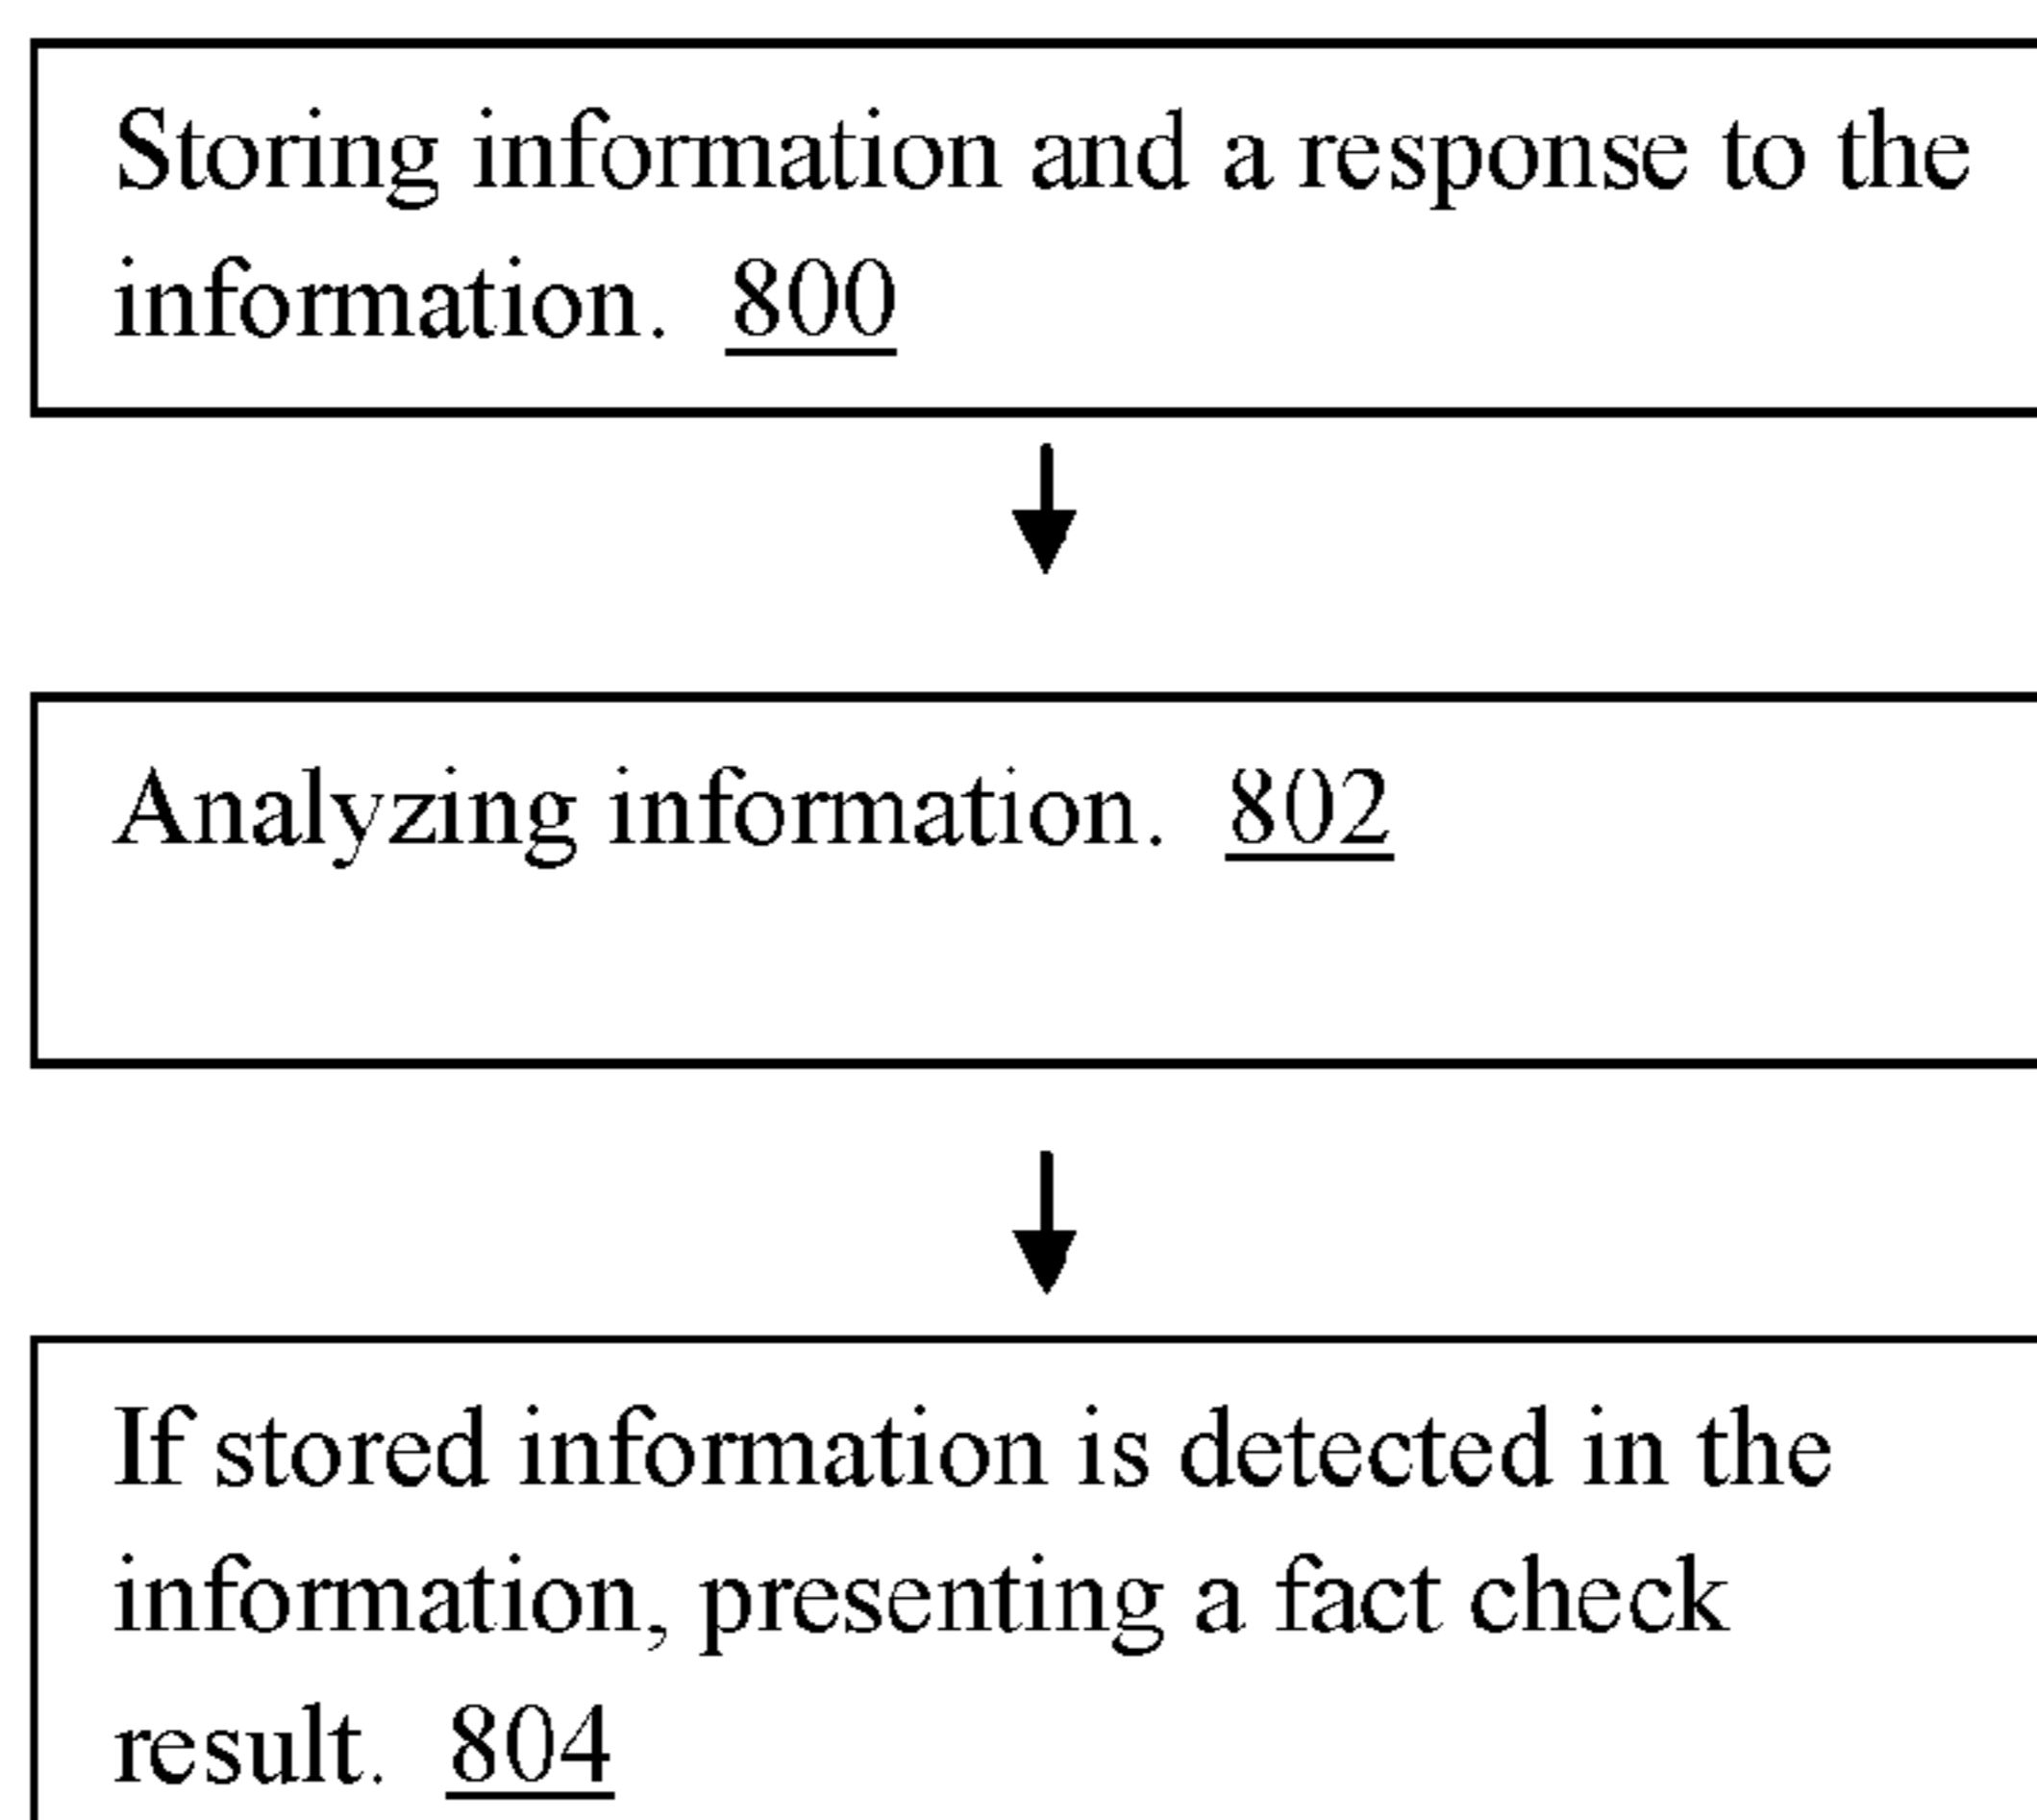 Storing information and a response to the
information. 800
Analyzing information. 802
If stored information is detected in the
information, presenting a fact check
result. 804